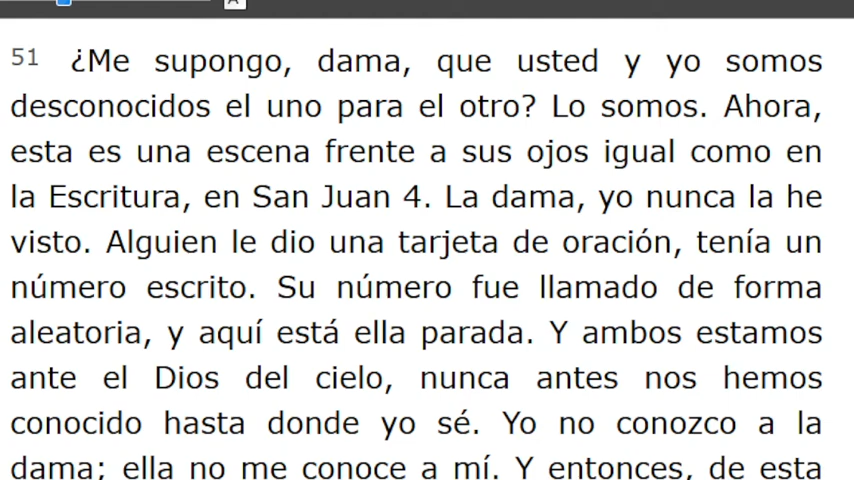 51 ¿Me supongo, dama, que usted y yo somos
desconocidos el uno para el otro? Lo somos. Ahora,
esta es una escena frente a sus ojos igual como en
la Escritura, en San Juan 4. La dama, yo nunca la he
visto. Alguien le dio una tarjeta de oración, tenía un
número escrito. Su número fue llamado de forma
aleatoria, y aquí está ella parada. Y ambos estamos
ante el Dios del cielo, nunca antes nos hemos
conocido hasta donde yo sé. Yo no conozco a la
dama; ella no me conoce a mí. Y entonces, de esta